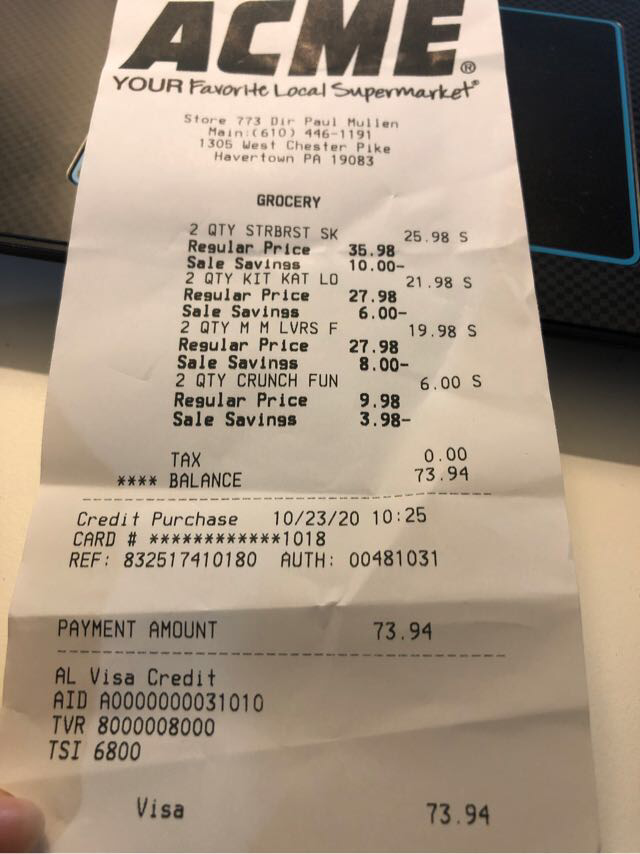 ACME®
YOUR Favorite Local Supermarket®
Store 773 Dir Paul Mullen
Main:(610) 446-1191
1305 West Chester Pike
Havertown PA 19083
GROCERY
2 QTY STRBRST SK 25.98 S
Regular Price 35.98
Sale Savings 10.00-
2 QTY KIT KAT LO 21.98 S
Regular Price 27.98
Sale Savings 6.00-
2 QTY M M LVRS F 19.98 S
Regular Price 27.98
Sale Savings 8.00-
2 QTY CRUNCH FUN 6.00 S
Regular Price 9.98
Sale Savings 3.98-
TAX 0.00
**** BALANCE 73.94
Credit Purchase 10/23/20 10:25
CARD # ************1018
REF: 832517410180 AUTH: 00481031
PAYMENT AMOUNT 73.94
AL Visa Credit
AID A0000000031010
TVR 8000008000
TSI 6800
Visa 73.94